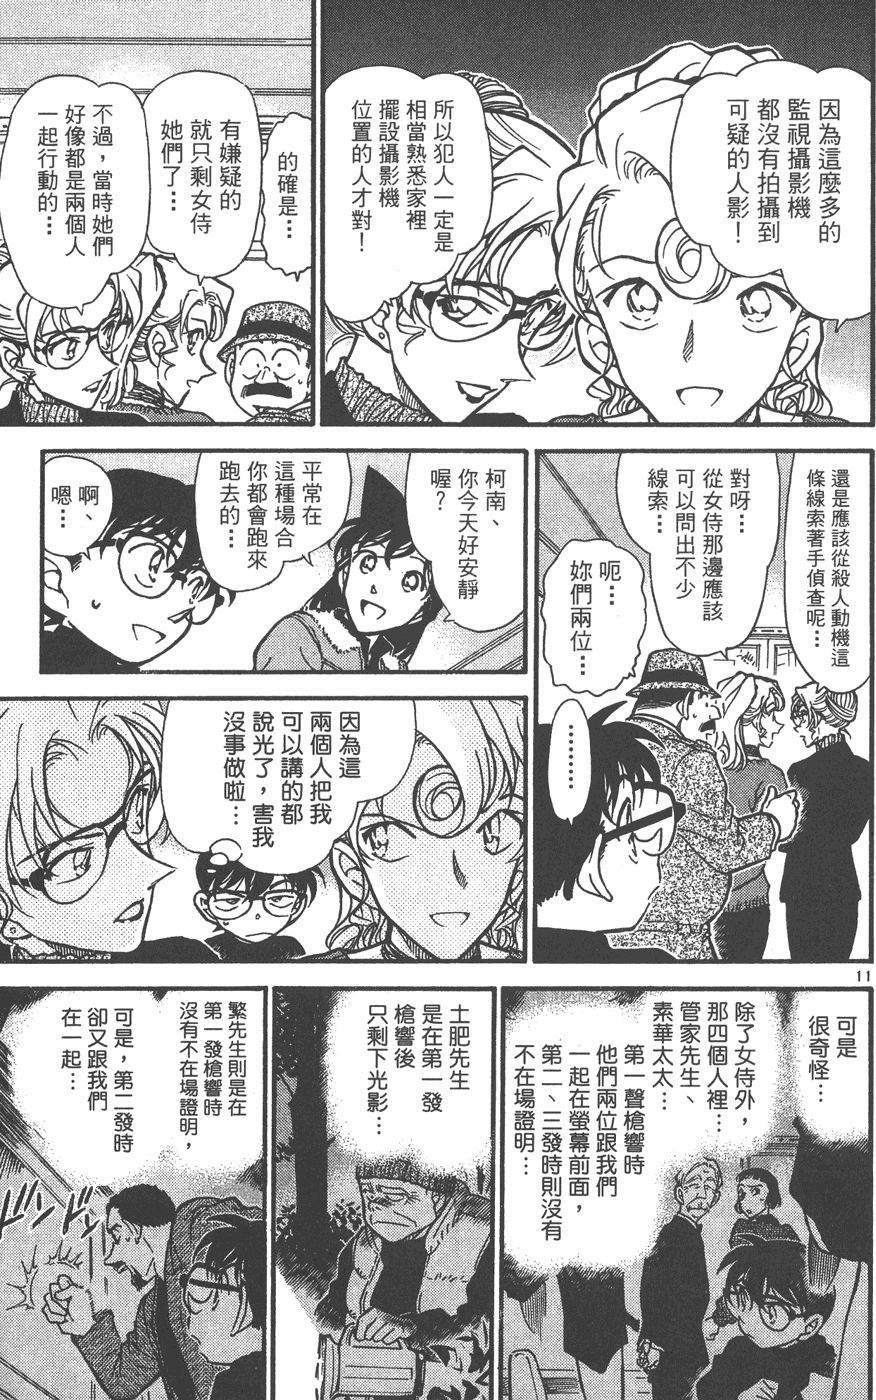 因為這麼多的
監視攝影機
都沒有拍攝到
可疑的人影！
所以犯人一定是
相當熟悉家裡
擺設攝影機
位置的人才對！
的確是…
有嫌疑的
就只剩女侍
她們了…
不過，當時她們
好像都是兩個人
一起行動的…
還是應該從殺人動機這
條線索著手偵查呢…
對呀…
從女侍那邊應該
可以問出不少
線索…
呃…
妳們兩位…
………
柯南、
你今天好安靜
喔？
平常在
這種場合
你都會跑來
跑去的…
啊、
嗯…
因為這
兩個人把我
可以講的都
說光了，害我
沒事做啦…
11
可是
很奇怪…
除了女侍外，
那四個人裡…
管家先生、
素華太太…
第一聲槍響時
他們兩位跟我們
一起在螢幕前面，
第二、三發時則沒有
不在場證明…
土肥先生
是在第一發
槍響後
只剩下光影…
繁先生則是在
第一發槍響時
沒有不在場證明，
可是，第二發時
卻又跟我們
在一起…
ドンドン